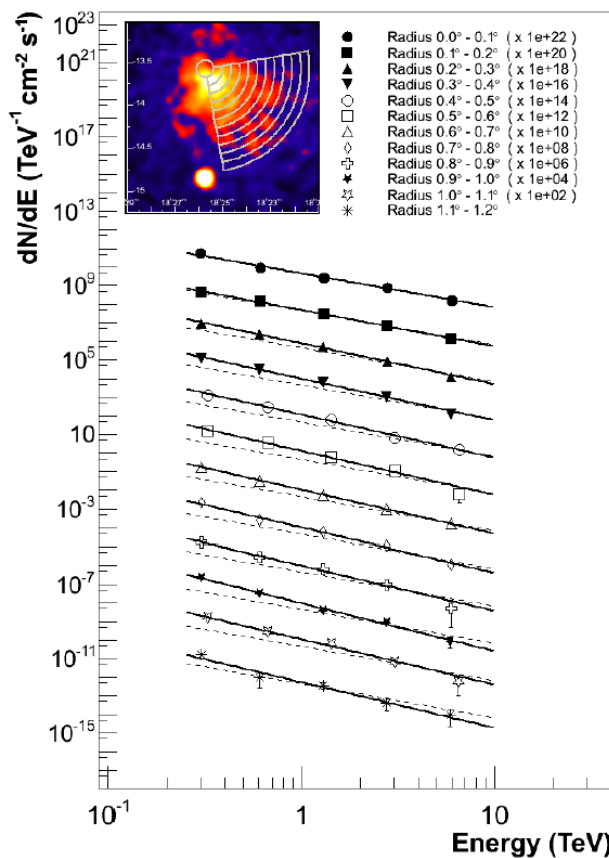 dN/dE (TeV⁻¹ cm⁻² s⁻¹)
10²³
10²¹
10¹⁹
10¹⁷
10¹⁵
10¹³
10⁹
10⁵
10
10⁻³
10⁻⁷
10⁻¹¹
10⁻¹⁵
13.5
14
14.5
15
18ʰ27ᵐ
18ʰ25ᵐ
18ʰ23ᵐ
Radius 0.0° - 0.1° ( x 1e+22)
Radius 0.1° - 0.2° ( x 1e+20)
Radius 0.2° - 0.3° ( x 1e+18)
Radius 0.3° - 0.4° ( x 1e+16)
Radius 0.4° - 0.5° ( x 1e+14)
Radius 0.5° - 0.6° ( x 1e+12)
Radius 0.6° - 0.7° ( x 1e+10)
Radius 0.7° - 0.8° ( x 1e+08)
Radius 0.8° - 0.9° ( x 1e+06)
Radius 0.9° - 1.0° ( x 1e+04)
Radius 1.0° - 1.1° ( x 1e+02)
Radius 1.1° - 1.2°
10⁻¹ 1 10
Energy (TeV)